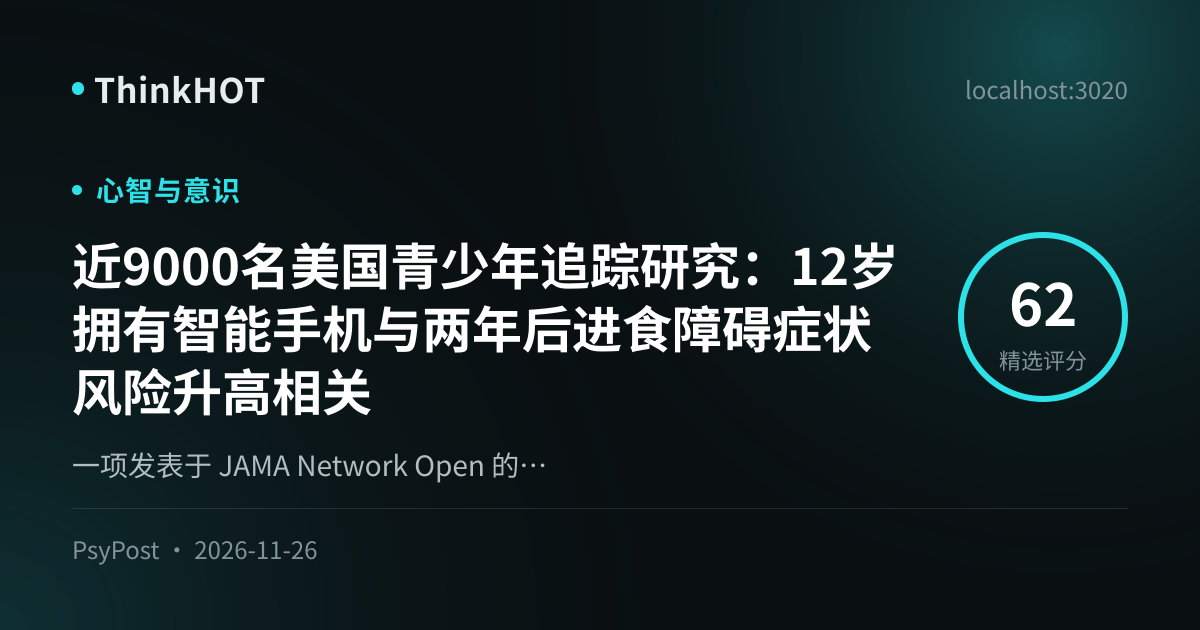 ThinkHOT
localhost:3020
心智与意识
近9000名美国青少年追踪研究：12岁
拥有智能手机与两年后进食障碍症状
风险升高相关
62
精选评分
一项发表于 JAMA Network Open 的…
PsyPost · 2026-11-26